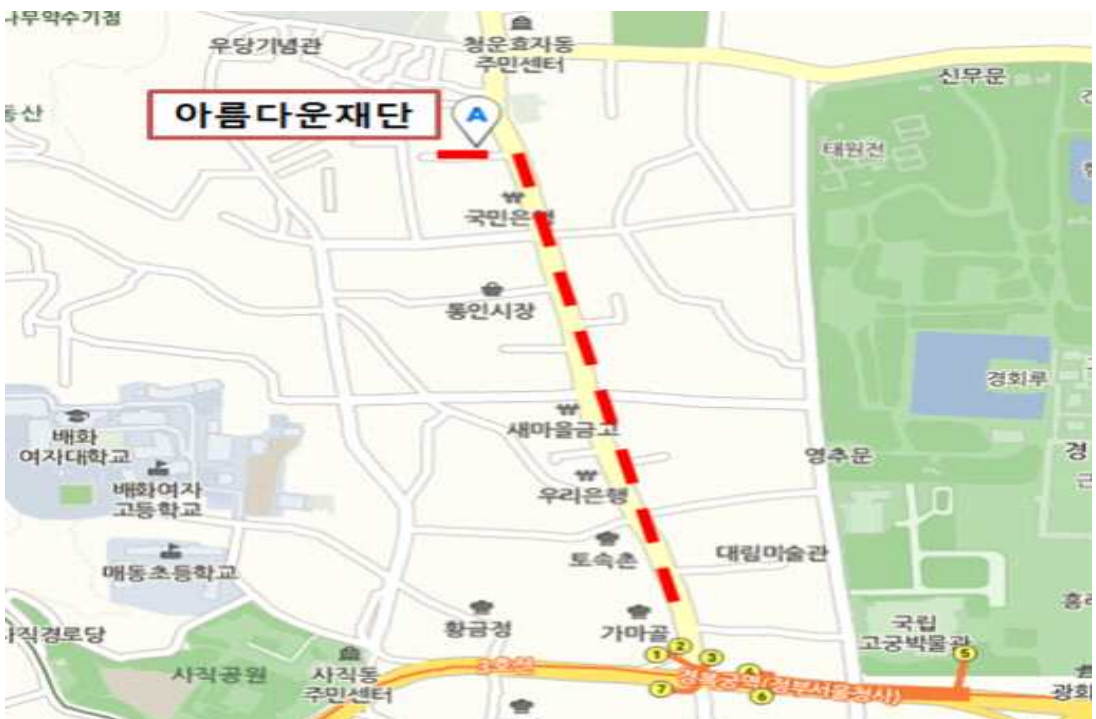 나무약수기점
우당기념관
청운효자동
주민센터
신무문
동산
아름다운재단
A
태원전
국민은행
통인시장
경회루
새마을금고
배화
여자대학교
영추문
경
근
우리은행
배화여자
고등학교
토속촌
대림미술관
매동초등학교
황금정
가마골
국립
고궁박물관
사직경로당
1
2
3
4
5
6
7
사직공원
사직동
주민센터
3호선
경복궁역(정부서울청사)
광화